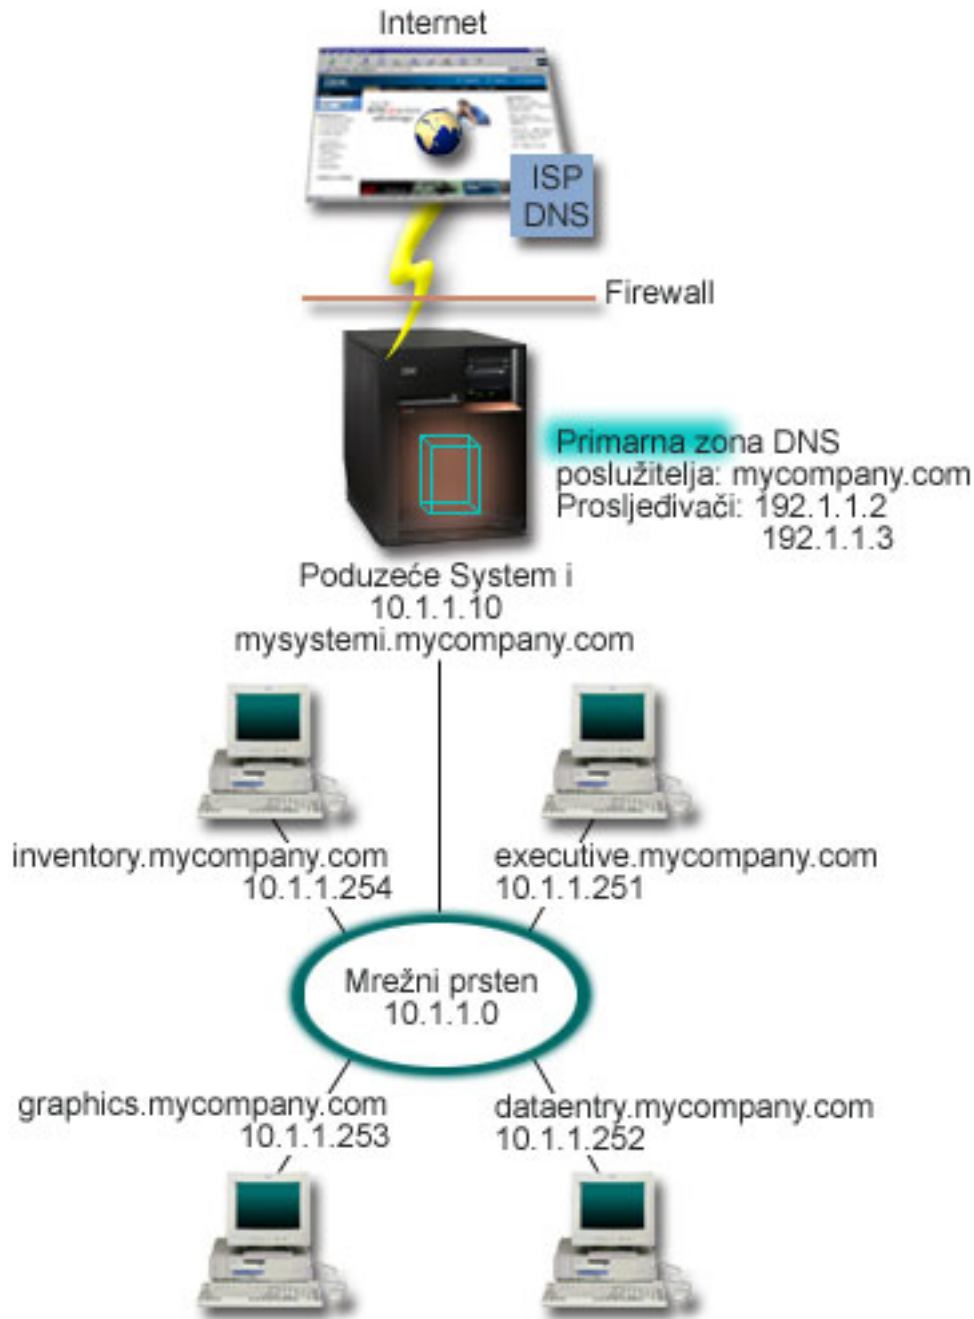 Internet
ISP
DNS
Firewall
Primarna zona DNS
poslužitelja: mycompany.com
Prosljeđivači: 192.1.1.2
192.1.1.3
Poduzeće System i
10.1.1.10
mysystemi.mycompany.com
inventory.mycompany.com
10.1.1.254
executive.mycompany.com
10.1.1.251
Mrežni prsten
10.1.1.0
graphics.mycompany.com
10.1.1.253
dataentry.mycompany.com
10.1.1.252